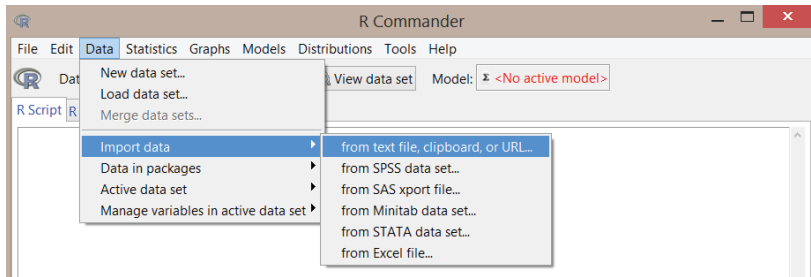 R Commander
File Edit Data Statistics Graphs Models Distributions Tools Help
R Dat View data set Model: Σ <No active model>
R Script R
New data set...
Load data set...
Merge data sets...
Import data
Data in packages
Active data set
Manage variables in active data set
from text file, clipboard, or URL...
from SPSS data set...
from SAS xport file...
from Minitab data set...
from STATA data set...
from Excel file...